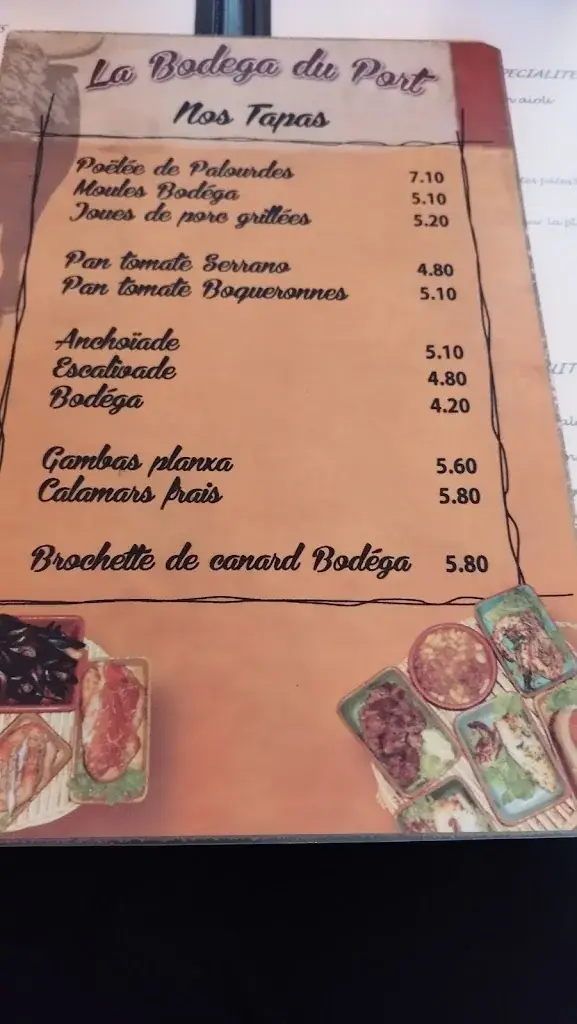 La Bodega du Port
Nos Tapas
Poëlée de Palourdes 7.10
Moules Bodéga 5.10
Joues de porc grillées 5.20
Pan tomate Serrano 4.80
Pan tomate Boqueronnes 5.10
Anchoïade 5.10
Escalivade 4.80
Bodéga 4.20
Gambas planxa 5.60
Calamars frais 5.80
Brochette de canard Bodéga 5.80